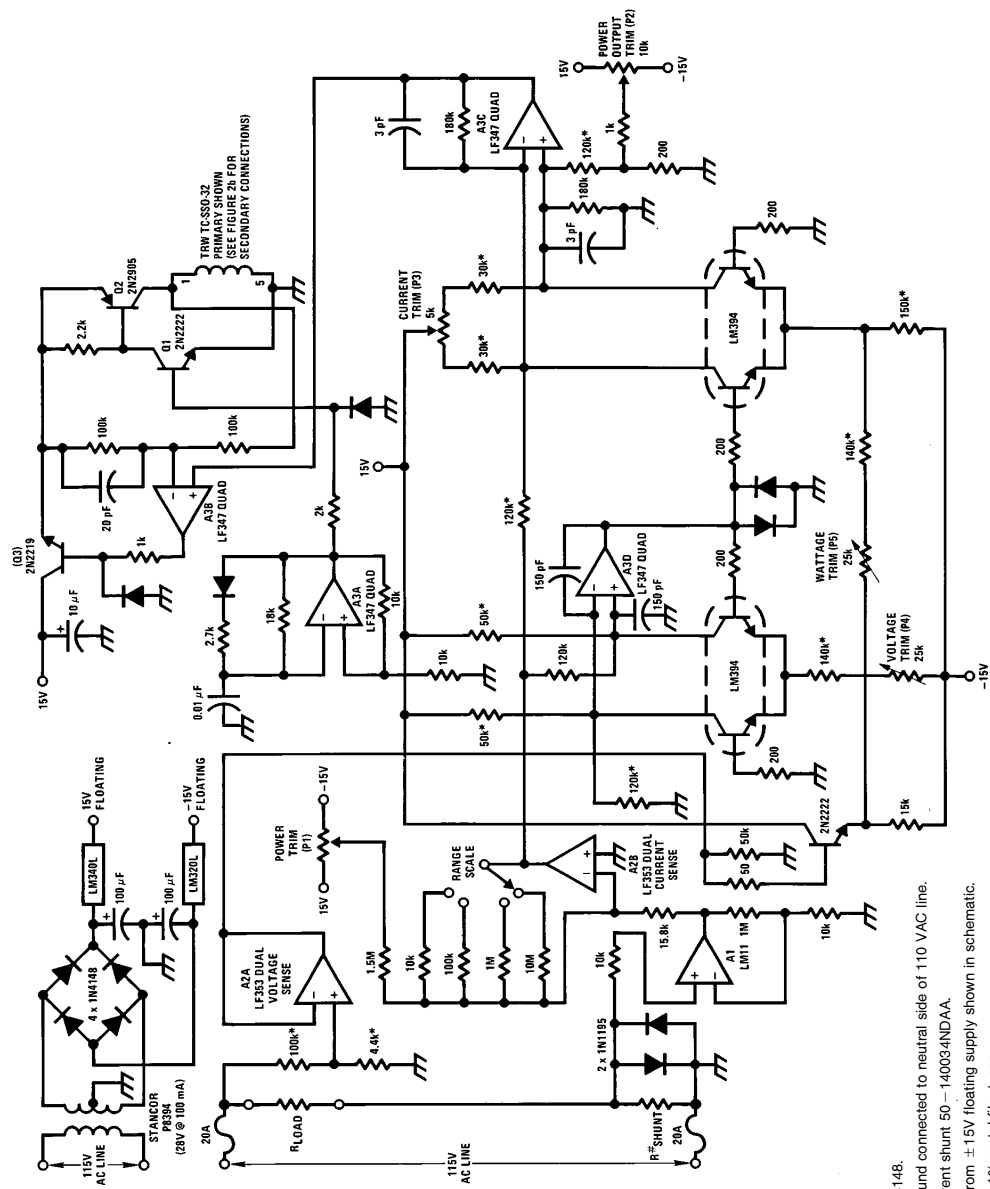 115V
AC LINE
STANCOR
P8394
(28V @ 100 mA)
4 x 1N4148
LM340L
LM320L
15V
FLOATING
-15V
FLOATING
+
100 µF
+
100 µF
15V
+
10 µF
(Q3)
2N2219
1k
20 pF
A3B
LF347 QUAD
100k
100k
2.2k
Q1
2N2222
Q2
2N2905
1
5
TRW TC-SSO-32
PRIMARY SHOWN
(SEE FIGURE 2b FOR
SECONDARY CONNECTIONS)
0.01 µF
2.7k
18k
A3A
LF347 QUAD
10k
10k
2k
15V
3 pF
180k
A3C
LF347 QUAD
15V
POWER
OUTPUT
TRIM (P2)
10k
-15V
1k
120k*
200
180k
3 pF
CURRENT
TRIM (P3)
5k
30k*
30k*
120k*
A2A
LF353 DUAL
VOLTAGE
SENSE
POWER
TRIM
(P1)
15V
-15V
1.5M
10k
100k
1M
10M
RANGE
SCALE
A2B
LF353 DUAL
CURRENT
SENSE
50k*
50k*
120k
120k*
150 pF
A3D
LF347 QUAD
150 pF
200
200
LM394
LM394
200
200
140k*
VOLTAGE
TRIM (P4)
25k
WATTAGE
TRIM (P5)
25k
140k*
150k*
-15V
2N2222
15k
50
50k
20A
115V
AC LINE
RLOAD
100k*
4.4k*
R#SHUNT
20A
2 x 1N1195
10k
15.8k
A1
LM11
1M
10k
148.
und connected to neutral side of 110 VAC line.
rent shunt 50 – 140034NDAA.
rom ±15V floating supply shown in schematic.